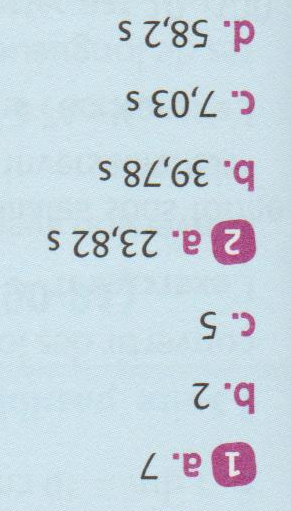 1 a. 7
b. 2
c. 5
2 a. 23,82 s
b. 39,78 s
c. 7,03 s
d. 58,2 s